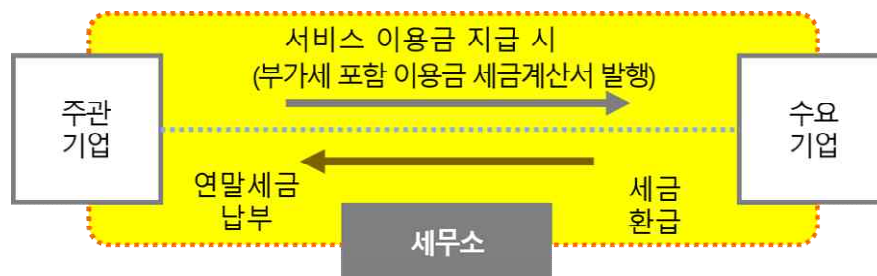 서비스 이용금 지급 시
(부가세 포함 이용금 세금계산서 발행)
주관
기업
수요
기업
연말세금
납부
세금
환급
세무소